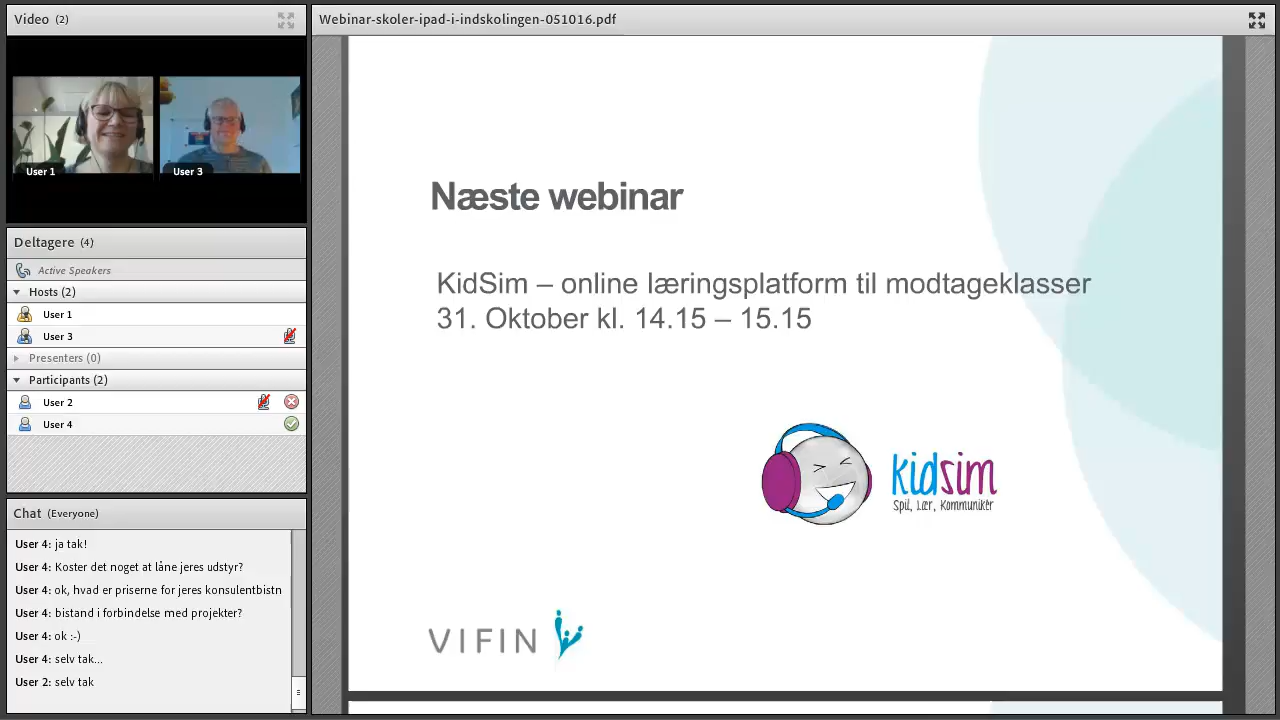 Video (2)
User 1
User 3
Deltagere (4)
Active Speakers
Hosts (2)
User 1
User 3
Presenters (0)
Participants (2)
User 2
User 4
Chat (Everyone)
User 4: ja tak!
User 4: Koster det noget at låne jeres udstyr?
User 4: ok, hvad er priserne for jeres konsulentbistn
User 4: bistand i forbindelse med projekter?
User 4: ok :-)
User 4: selv tak...
User 2: selv tak
Webinar-skoler-ipad-i-indskolingen-051016.pdf
Næste webinar
KidSim – online læringsplatform til modtageklasser
31. Oktober kl. 14.15 – 15.15
kidsim
Spil, Lær, Kommunikér
VIFIN